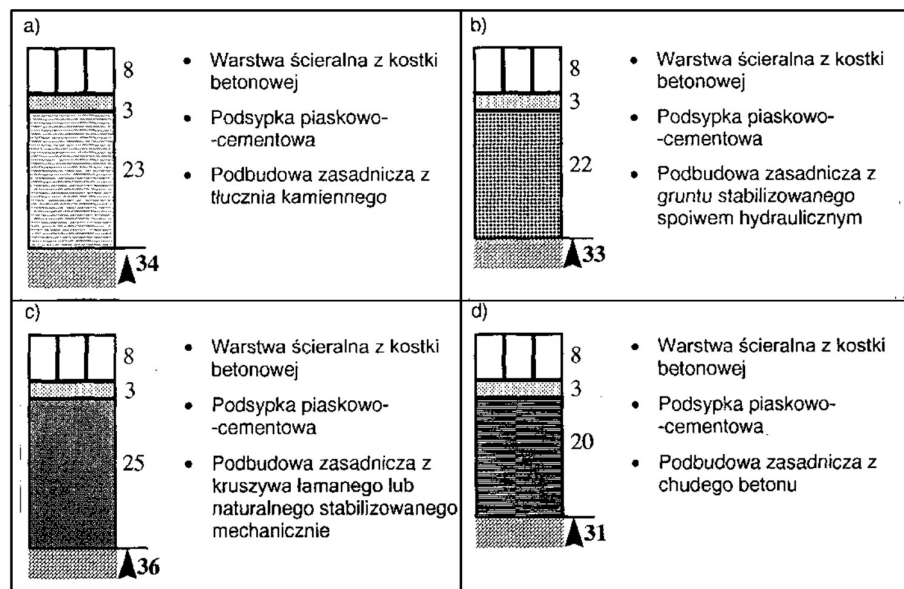 a)
8
3
23
34
• Warstwa ścieralna z kostki
betonowej
• Podsypka piaskowo-
-cementowa
• Podbudowa zasadnicza z
tłucznia kamiennego
b)
8
3
22
33
• Warstwa ścieralna z kostki
betonowej
• Podsypka piaskowo-
-cementowa
• Podbudowa zasadnicza z
gruntu stabilizowanego
spoiwem hydraulicznym
c)
8
3
25
36
• Warstwa ścieralna z kostki
betonowej
• Podsypka piaskowo-
-cementowa
• Podbudowa zasadnicza z
kruszywa łamanego lub
naturalnego stabilizowanego
mechanicznie
d)
8
3
20
31
• Warstwa ścieralna z kostki
betonowej
• Podsypka piaskowo-
-cementowa
• Podbudowa zasadnicza z
chudego betonu